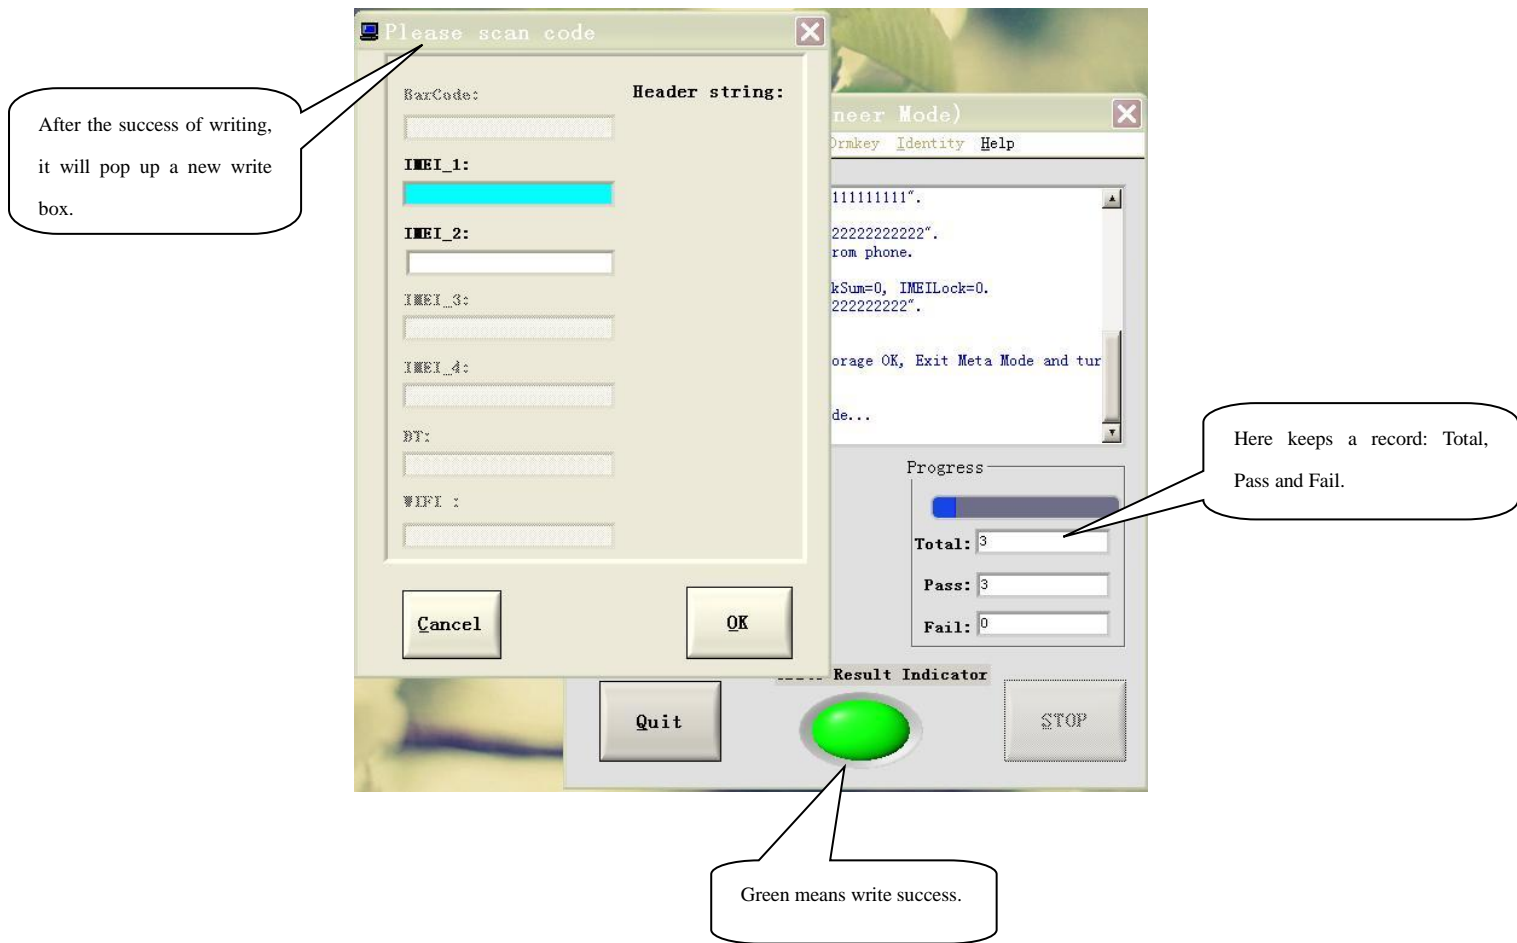 Please scan code
After the success of writing,
it will pop up a new write
box.
BarCode:
Header string:
IMEI_1:
IMEI_2:
IMEI_3:
IMEI_4:
BT:
WIFI :
Cancel
OK
neer Mode)
Identity Help
111111111".
22222222222".
rom phone.
kSum=0, IMEILock=0.
222222222".
orage OK, Exit Meta Mode and tur
de...
Progress
Total: 3
Pass: 3
Fail: 0
Here keeps a record: Total,
Pass and Fail.
Result Indicator
Quit
STOP
Green means write success.